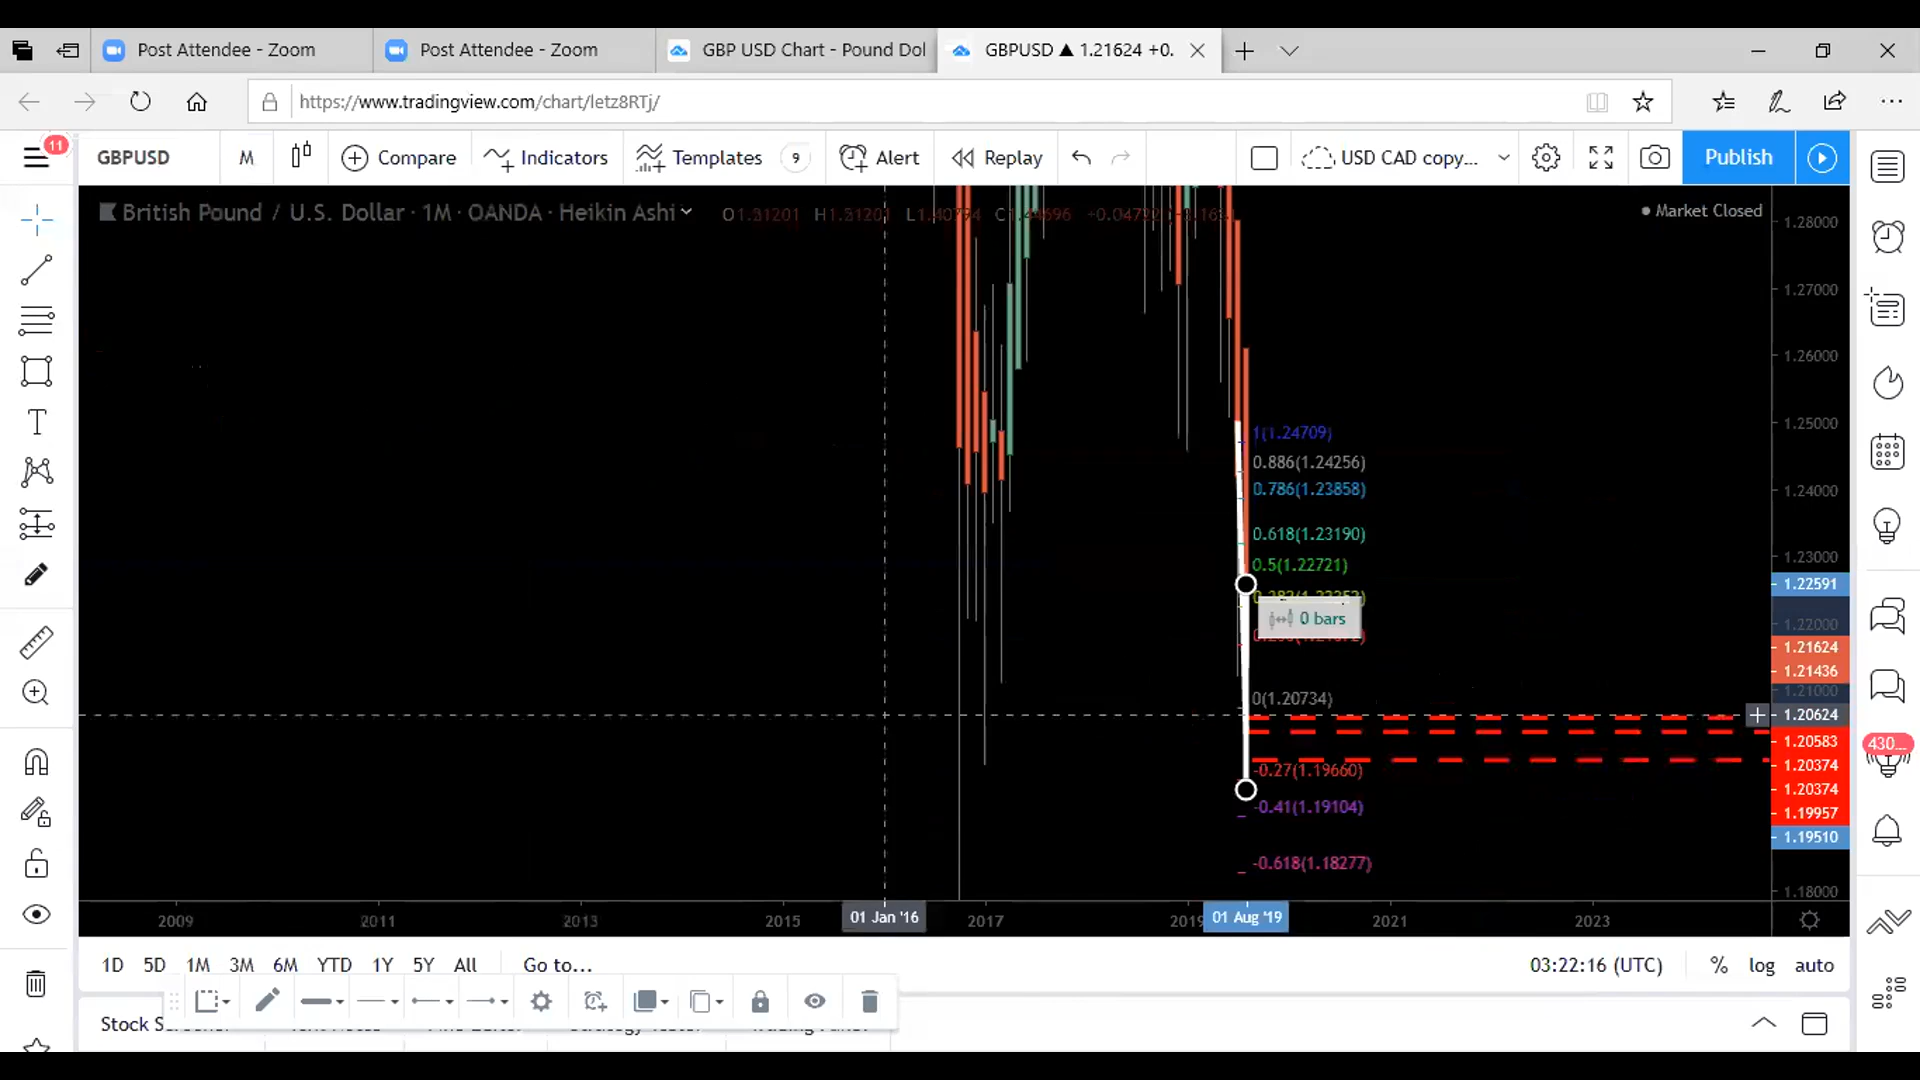 Post Attendee - Zoom
Post Attendee - Zoom
GBP USD Chart - Pound Dol
GBPUSD ▲ 1.21624 +0.
https://www.tradingview.com/chart/letz8RTj/
11
GBPUSD
M
Compare
Indicators
Templates
9
Alert
Replay
USD CAD copy...
Publish
British Pound / U.S. Dollar · 1M · OANDA · Heikin Ashi
Market Closed
1.28000
1.27000
1.26000
1.25000
1.24000
1.23000
1.22591
1.22000
1.21624
1.21436
1.21000
1.20624
1.20583
1.20374
1.20374
1.19957
1.19510
1.18000
1(1.24709)
0.886(1.24256)
0.786(1.23858)
0.618(1.23190)
0.5(1.22721)
0 bars
0(1.20734)
-0.27(1.19660)
-0.41(1.19104)
-0.618(1.18277)
430...
2009
2011
2013
2015
01 Jan '16
2017
2019
01 Aug '19
2021
2023
1D
5D
1M
3M
6M
YTD
1Y
5Y
All
Go to...
03:22:16 (UTC)
%
log
auto
Stock